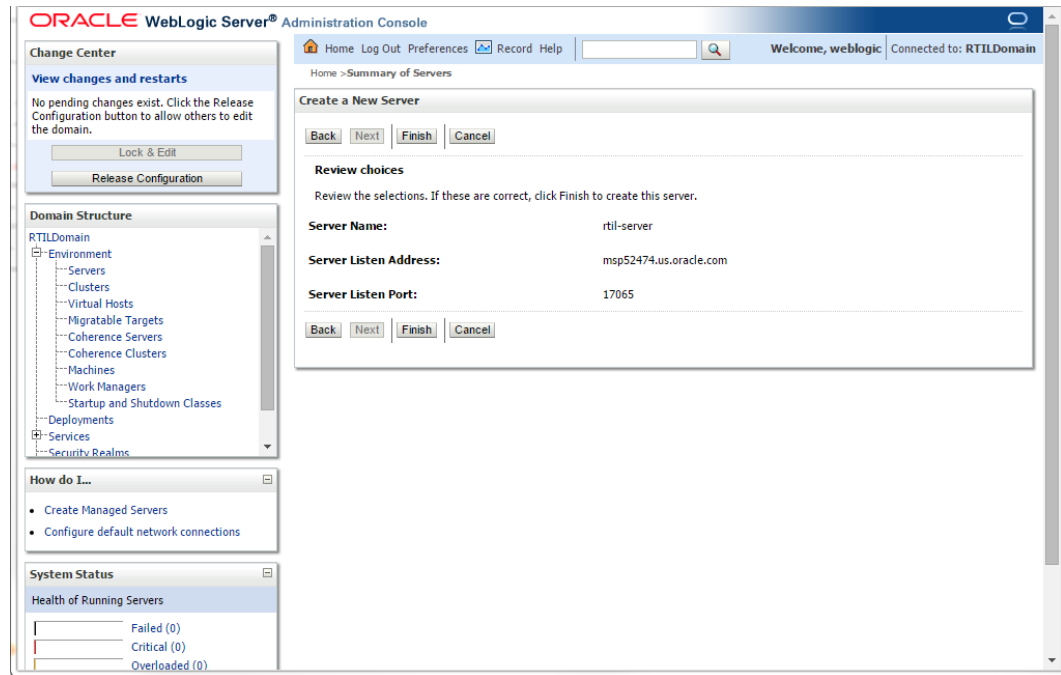 ORACLE WebLogic Server® Administration Console
Change Center
View changes and restarts
No pending changes exist. Click the Release
Configuration button to allow others to edit
the domain.
Lock & Edit
Release Configuration
Domain Structure
RTILDomain
Environment
Servers
Clusters
Virtual Hosts
Migratable Targets
Coherence Servers
Coherence Clusters
Machines
Work Managers
Startup and Shutdown Classes
Deployments
Services
Security Realms
How do I...
• Create Managed Servers
• Configure default network connections
System Status
Health of Running Servers
Failed (0)
Critical (0)
Overloaded (0)
Home Log Out Preferences Record Help
Welcome, weblogic Connected to: RTILDomain
Home >Summary of Servers
Create a New Server
Back Next Finish Cancel
Review choices
Review the selections. If these are correct, click Finish to create this server.
Server Name: rtil-server
Server Listen Address: msp52474.us.oracle.com
Server Listen Port: 17065
Back Next Finish Cancel